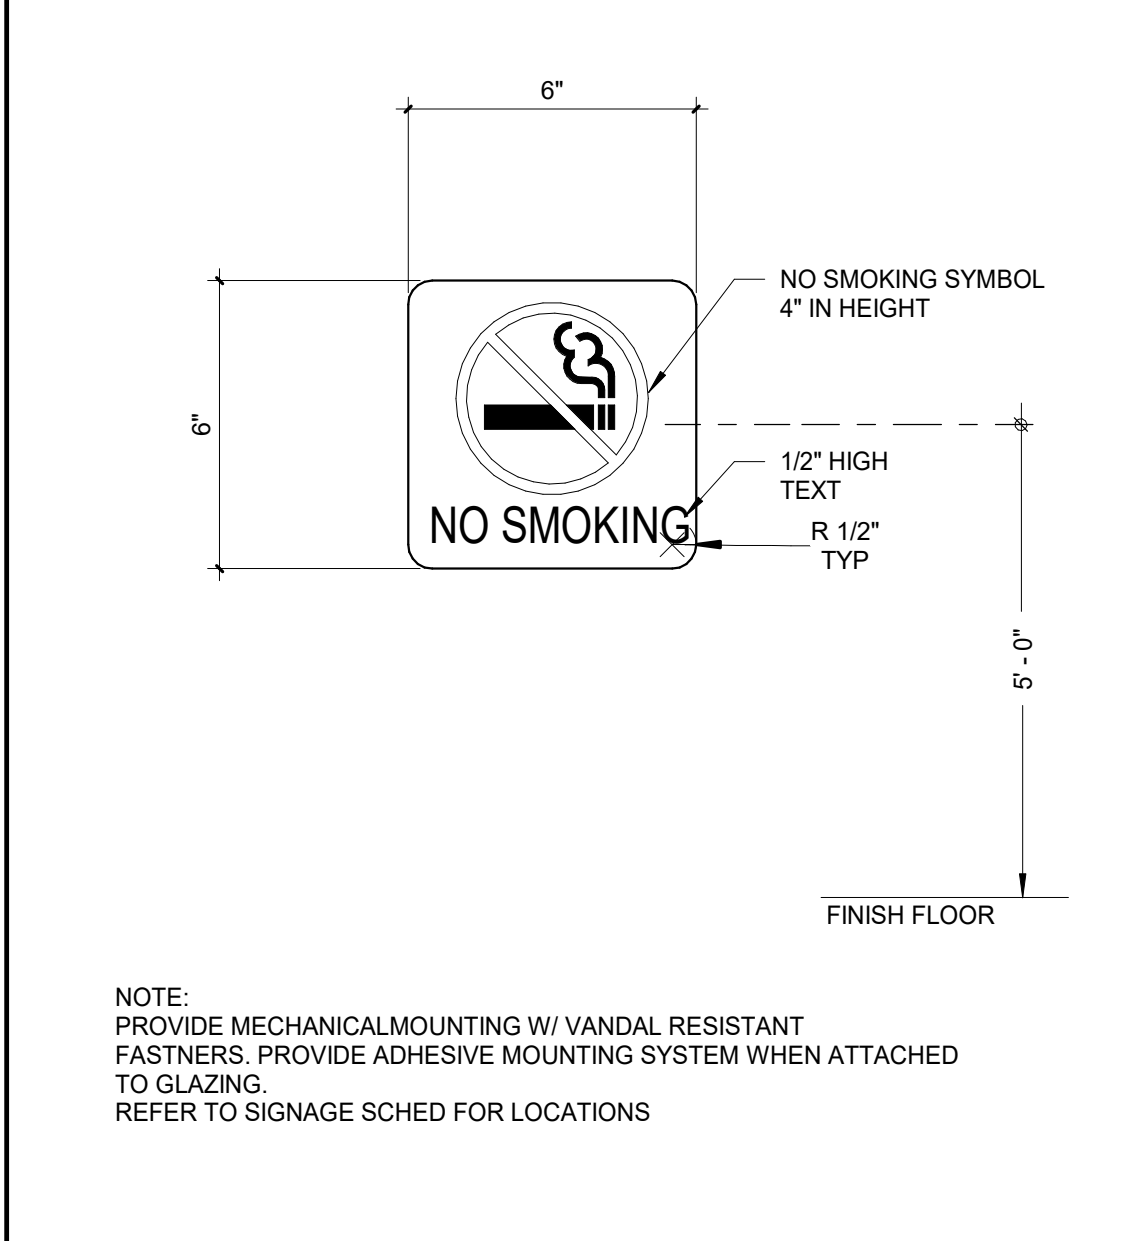 6"
NO SMOKING SYMBOL
4" IN HEIGHT
6"
1/2" HIGH
TEXT
NO SMOKING
R 1/2"
TYP
5' - 0"
FINISH FLOOR
NOTE:
PROVIDE MECHANICALMOUNTING W/ VANDAL RESISTANT
FASTNERS. PROVIDE ADHESIVE MOUNTING SYSTEM WHEN ATTACHED
TO GLAZING.
REFER TO SIGNAGE SCHED FOR LOCATIONS